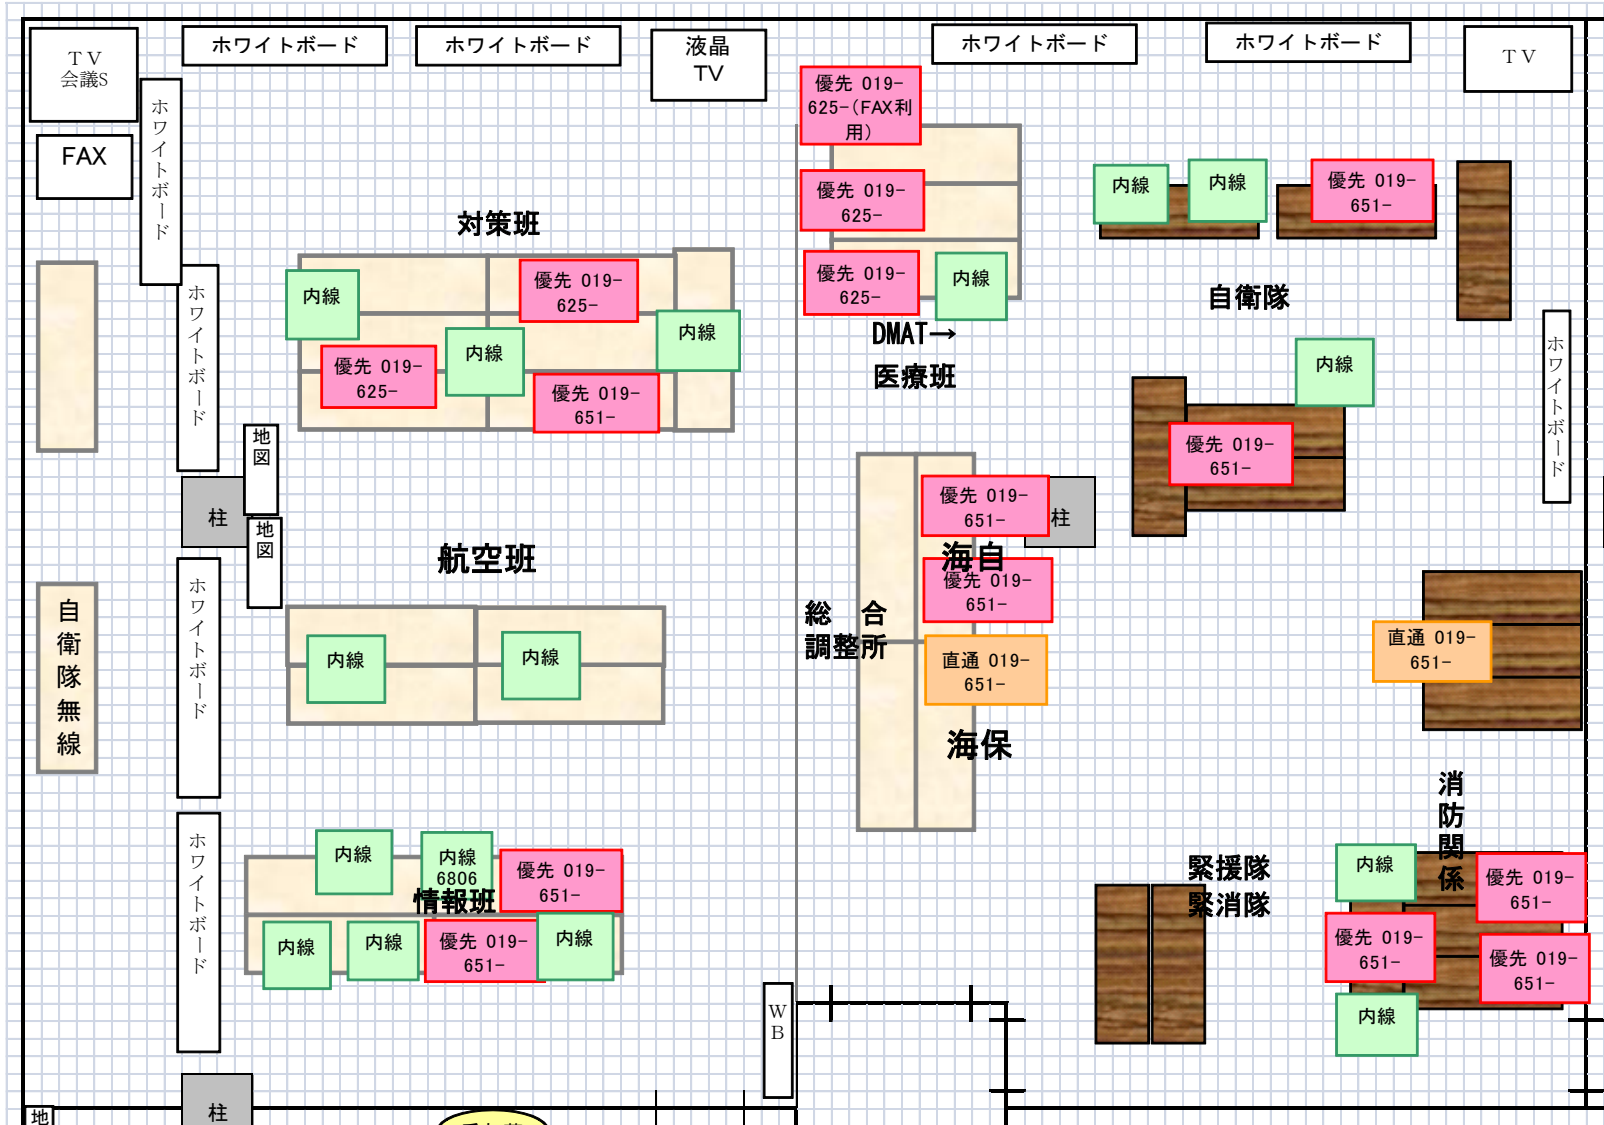 ＴＶ
会議S
ホワイトボード
ホワイトボード
液晶
TV
ホワイトボード
ホワイトボード
ＴＶ
FAX
ホワイトボード
優先 019-
625-(FAX利
用)
優先 019-
625-
優先 019-
625-
内線
DMAT→
医療班
内線
内線
優先 019-
651-
自衛隊
対策班
内線
優先 019-
625-
内線
内線
優先 019-
625-
優先 019-
651-
ホワイトボード
地図
柱
地図
内線
優先 019-
651-
ホワイトボード
優先 019-
651-
柱
海自
優先 019-
651-
総　合
調整所
直通 019-
651-
海保
直通 019-
651-
航空班
内線
内線
ホワイトボード
自衛隊無線
消防関係
内線
優先 019-
651-
優先 019-
651-
優先 019-
651-
内線
緊援隊
緊消隊
ホワイトボード
内線
内線
6806
優先 019-
651-
情報班
内線
内線
優先 019-
651-
内線
ＷＢ
柱
地